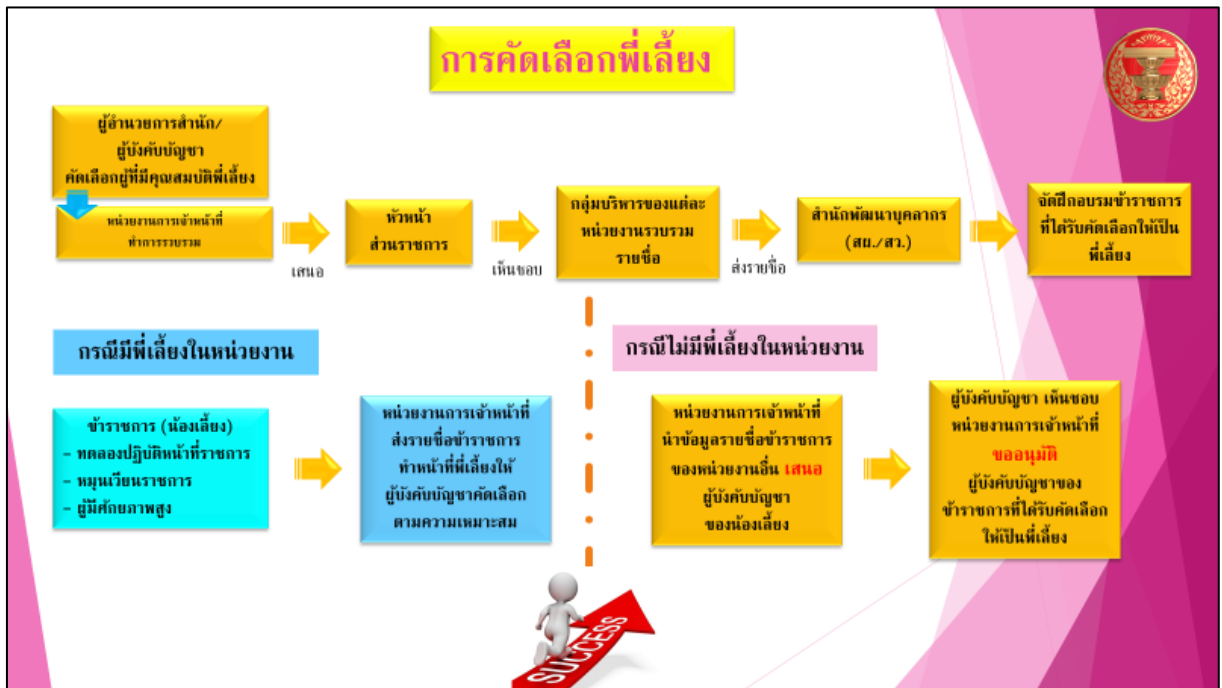 การคัดเลือกพี่เลี้ยง
ผู้อำนวยการสำนัก/
ผู้บังคับบัญชา
คัดเลือกผู้ที่มีคุณสมบัติพี่เลี้ยง
หน่วยงานการเจ้าหน้าที่
ทำการรวบรวม
เสนอ
หัวหน้า
ส่วนราชการ
เห็นชอบ
กลุ่มบริหารของแต่ละ
หน่วยงานรวบรวม
รายชื่อ
ส่งรายชื่อ
สำนักพัฒนาบุคลากร
(สผ./สว.)
จัดฝึกอบรมข้าราชการ
ที่ได้รับคัดเลือกให้เป็น
พี่เลี้ยง
กรณีมีพี่เลี้ยงในหน่วยงาน
ข้าราชการ (น้องเลี้ยง)
- ทดลองปฏิบัติหน้าที่ราชการ
- หมุนเวียนราชการ
- ผู้มีศักยภาพสูง
หน่วยงานการเจ้าหน้าที่
ส่งรายชื่อข้าราชการ
ทำหน้าที่พี่เลี้ยงให้
ผู้บังคับบัญชาคัดเลือก
ตามความเหมาะสม
กรณีไม่มีพี่เลี้ยงในหน่วยงาน
หน่วยงานการเจ้าหน้าที่
นำข้อมูลรายชื่อข้าราชการ
ของหน่วยงานอื่น เสนอ
ผู้บังคับบัญชา
ของน้องเลี้ยง
ผู้บังคับบัญชา เห็นชอบ
หน่วยงานการเจ้าหน้าที่
ขออนุมัติ
ผู้บังคับบัญชาของ
ข้าราชการที่ได้รับคัดเลือก
ให้เป็นพี่เลี้ยง
SUCCESS